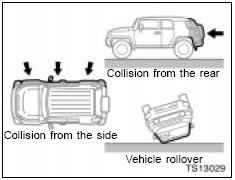 Collision from the rear
Collision from the side
Vehicle rollover
TS13029